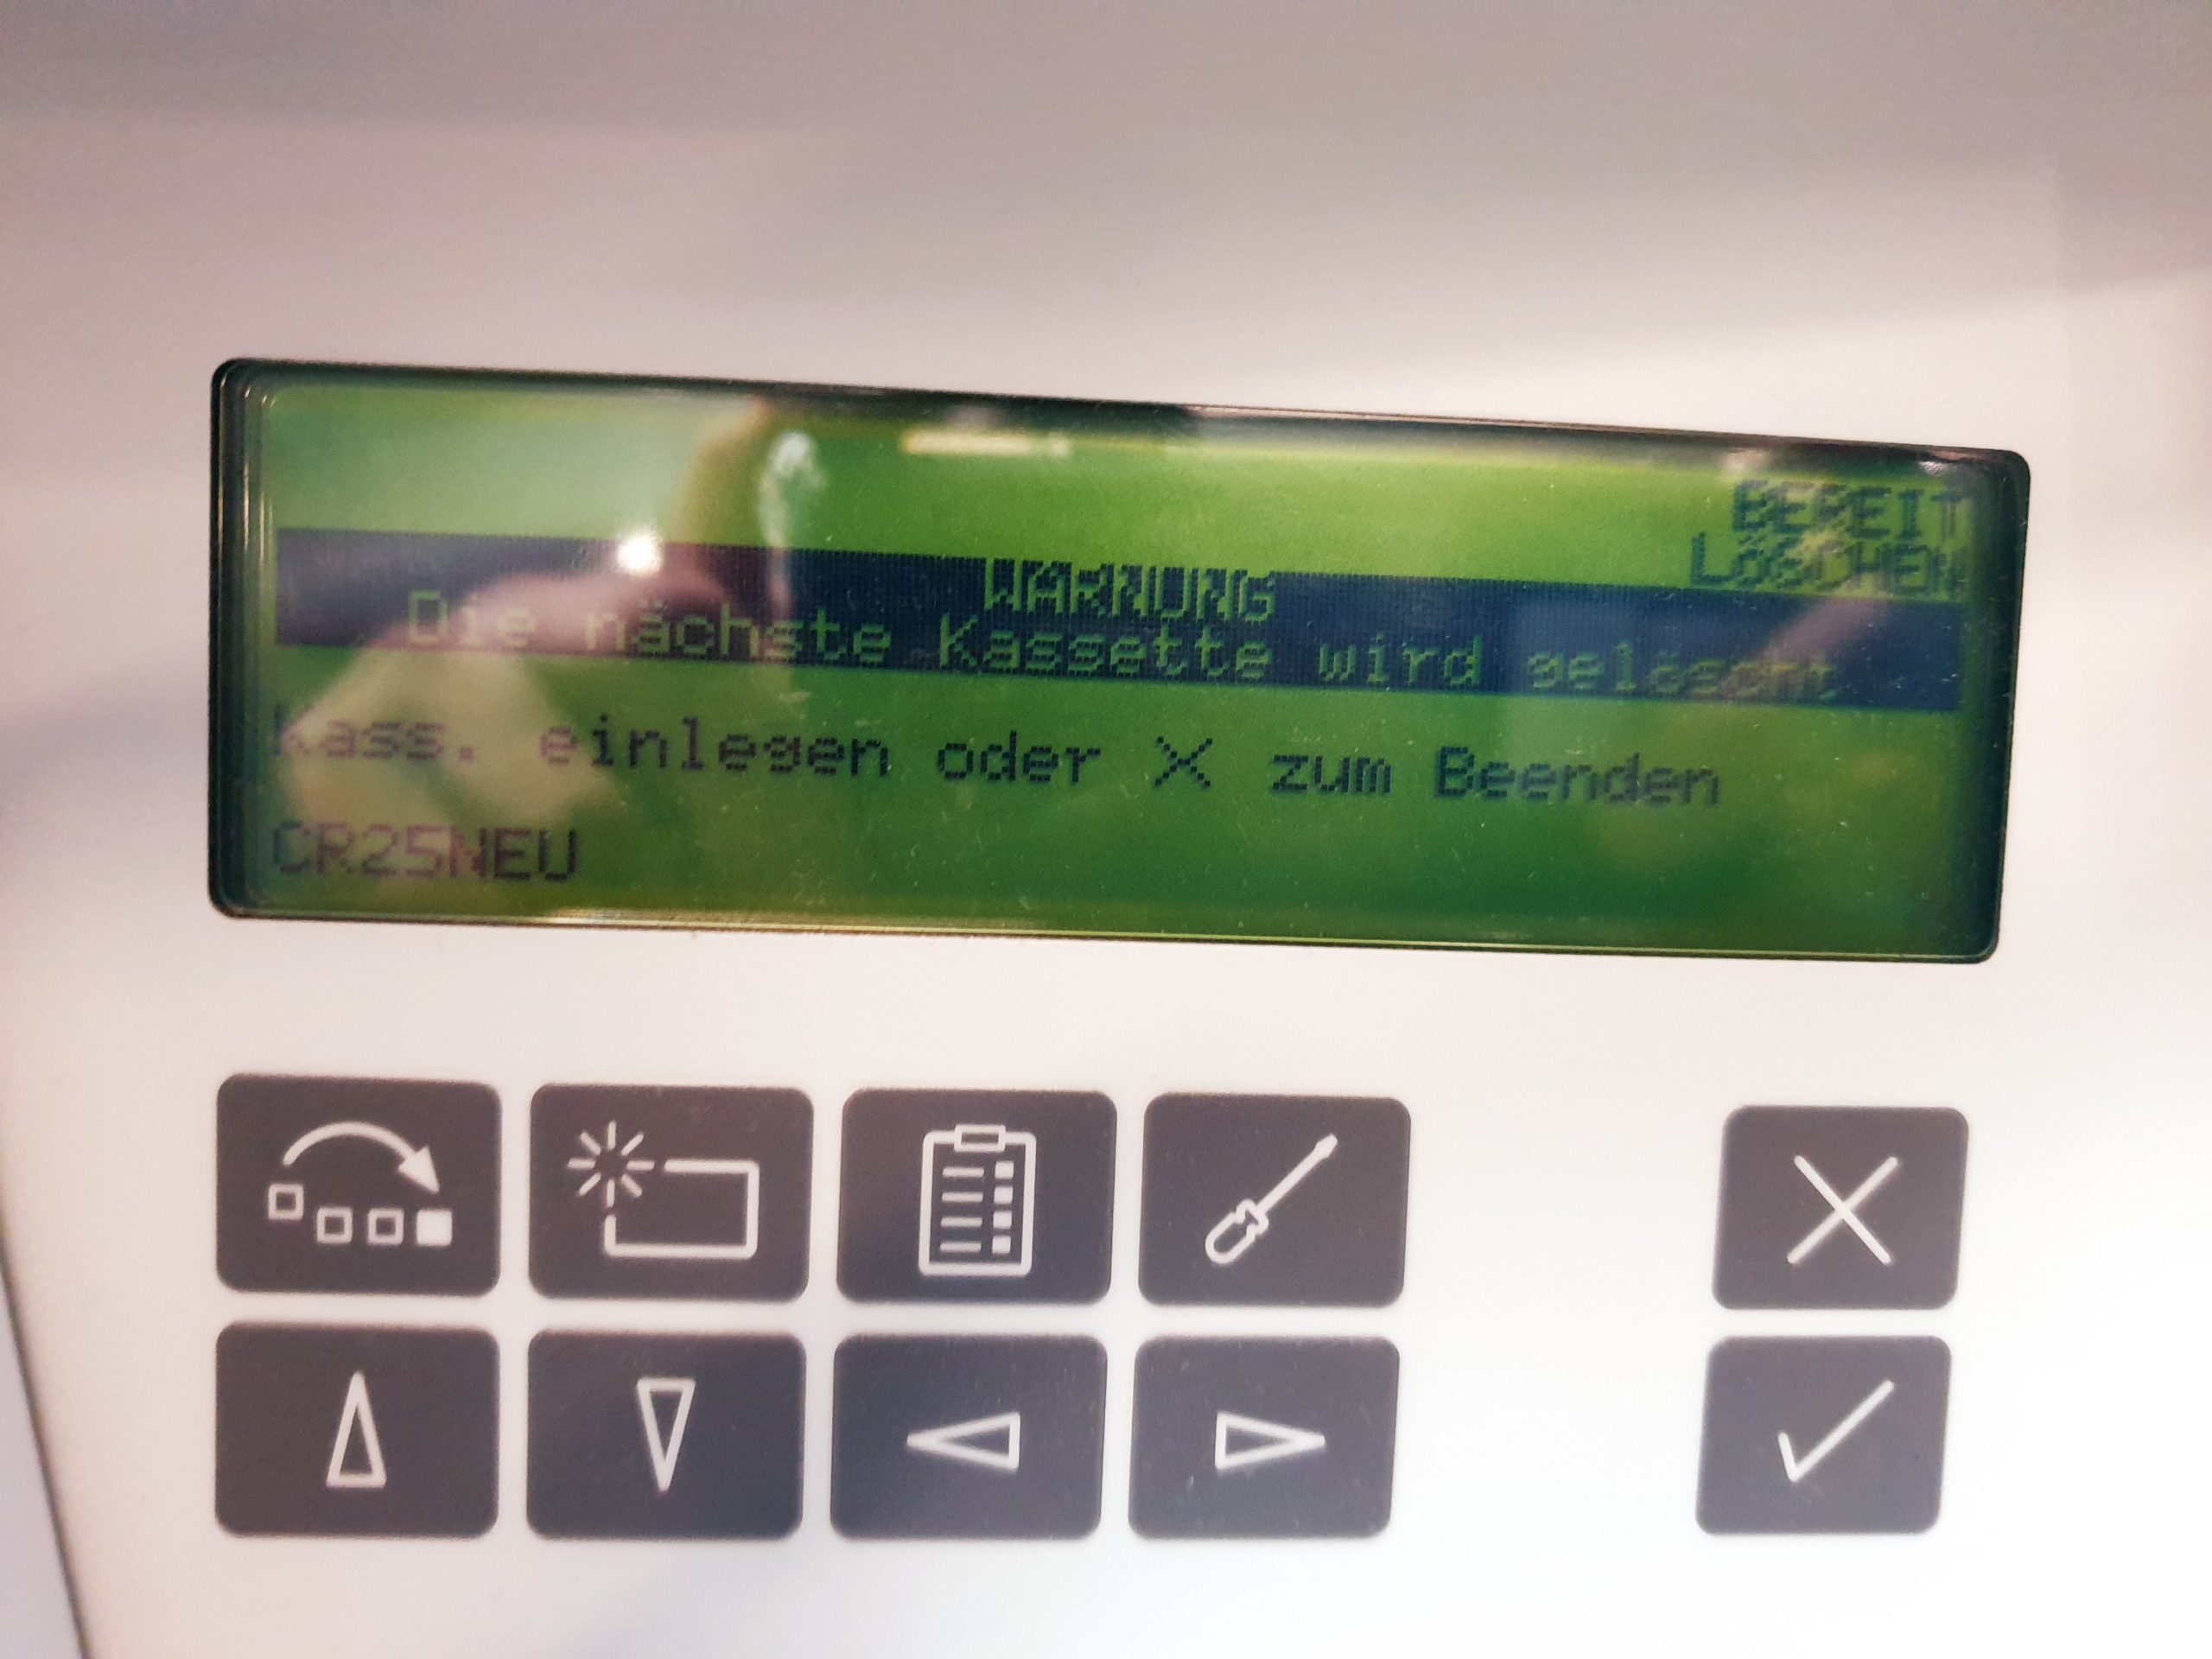 BEREIT
LÖSCHEN
WARNUNG
Die nächste Kassette wird gelöscht
Kass. einlegen oder X zum Beenden
CR25NEU